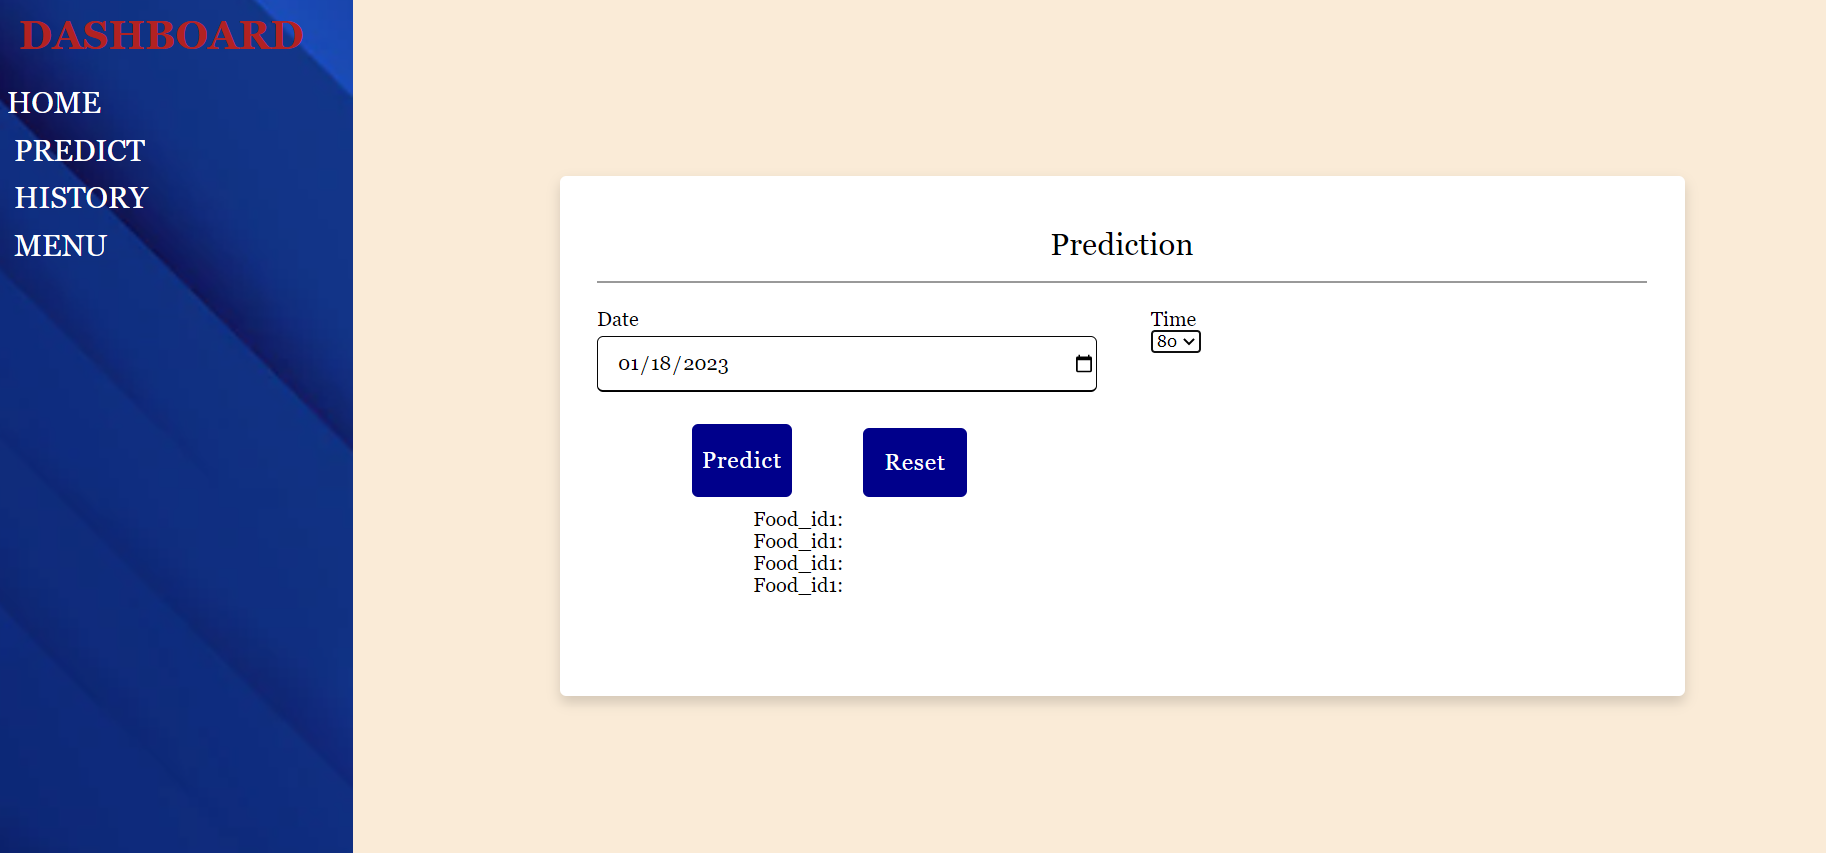 DASHBOARD
HOME
PREDICT
HISTORY
MENU
Prediction
Date
Time
01/18/2023
80
Predict
Reset
Food_id1:
Food_id1:
Food_id1:
Food_id1: